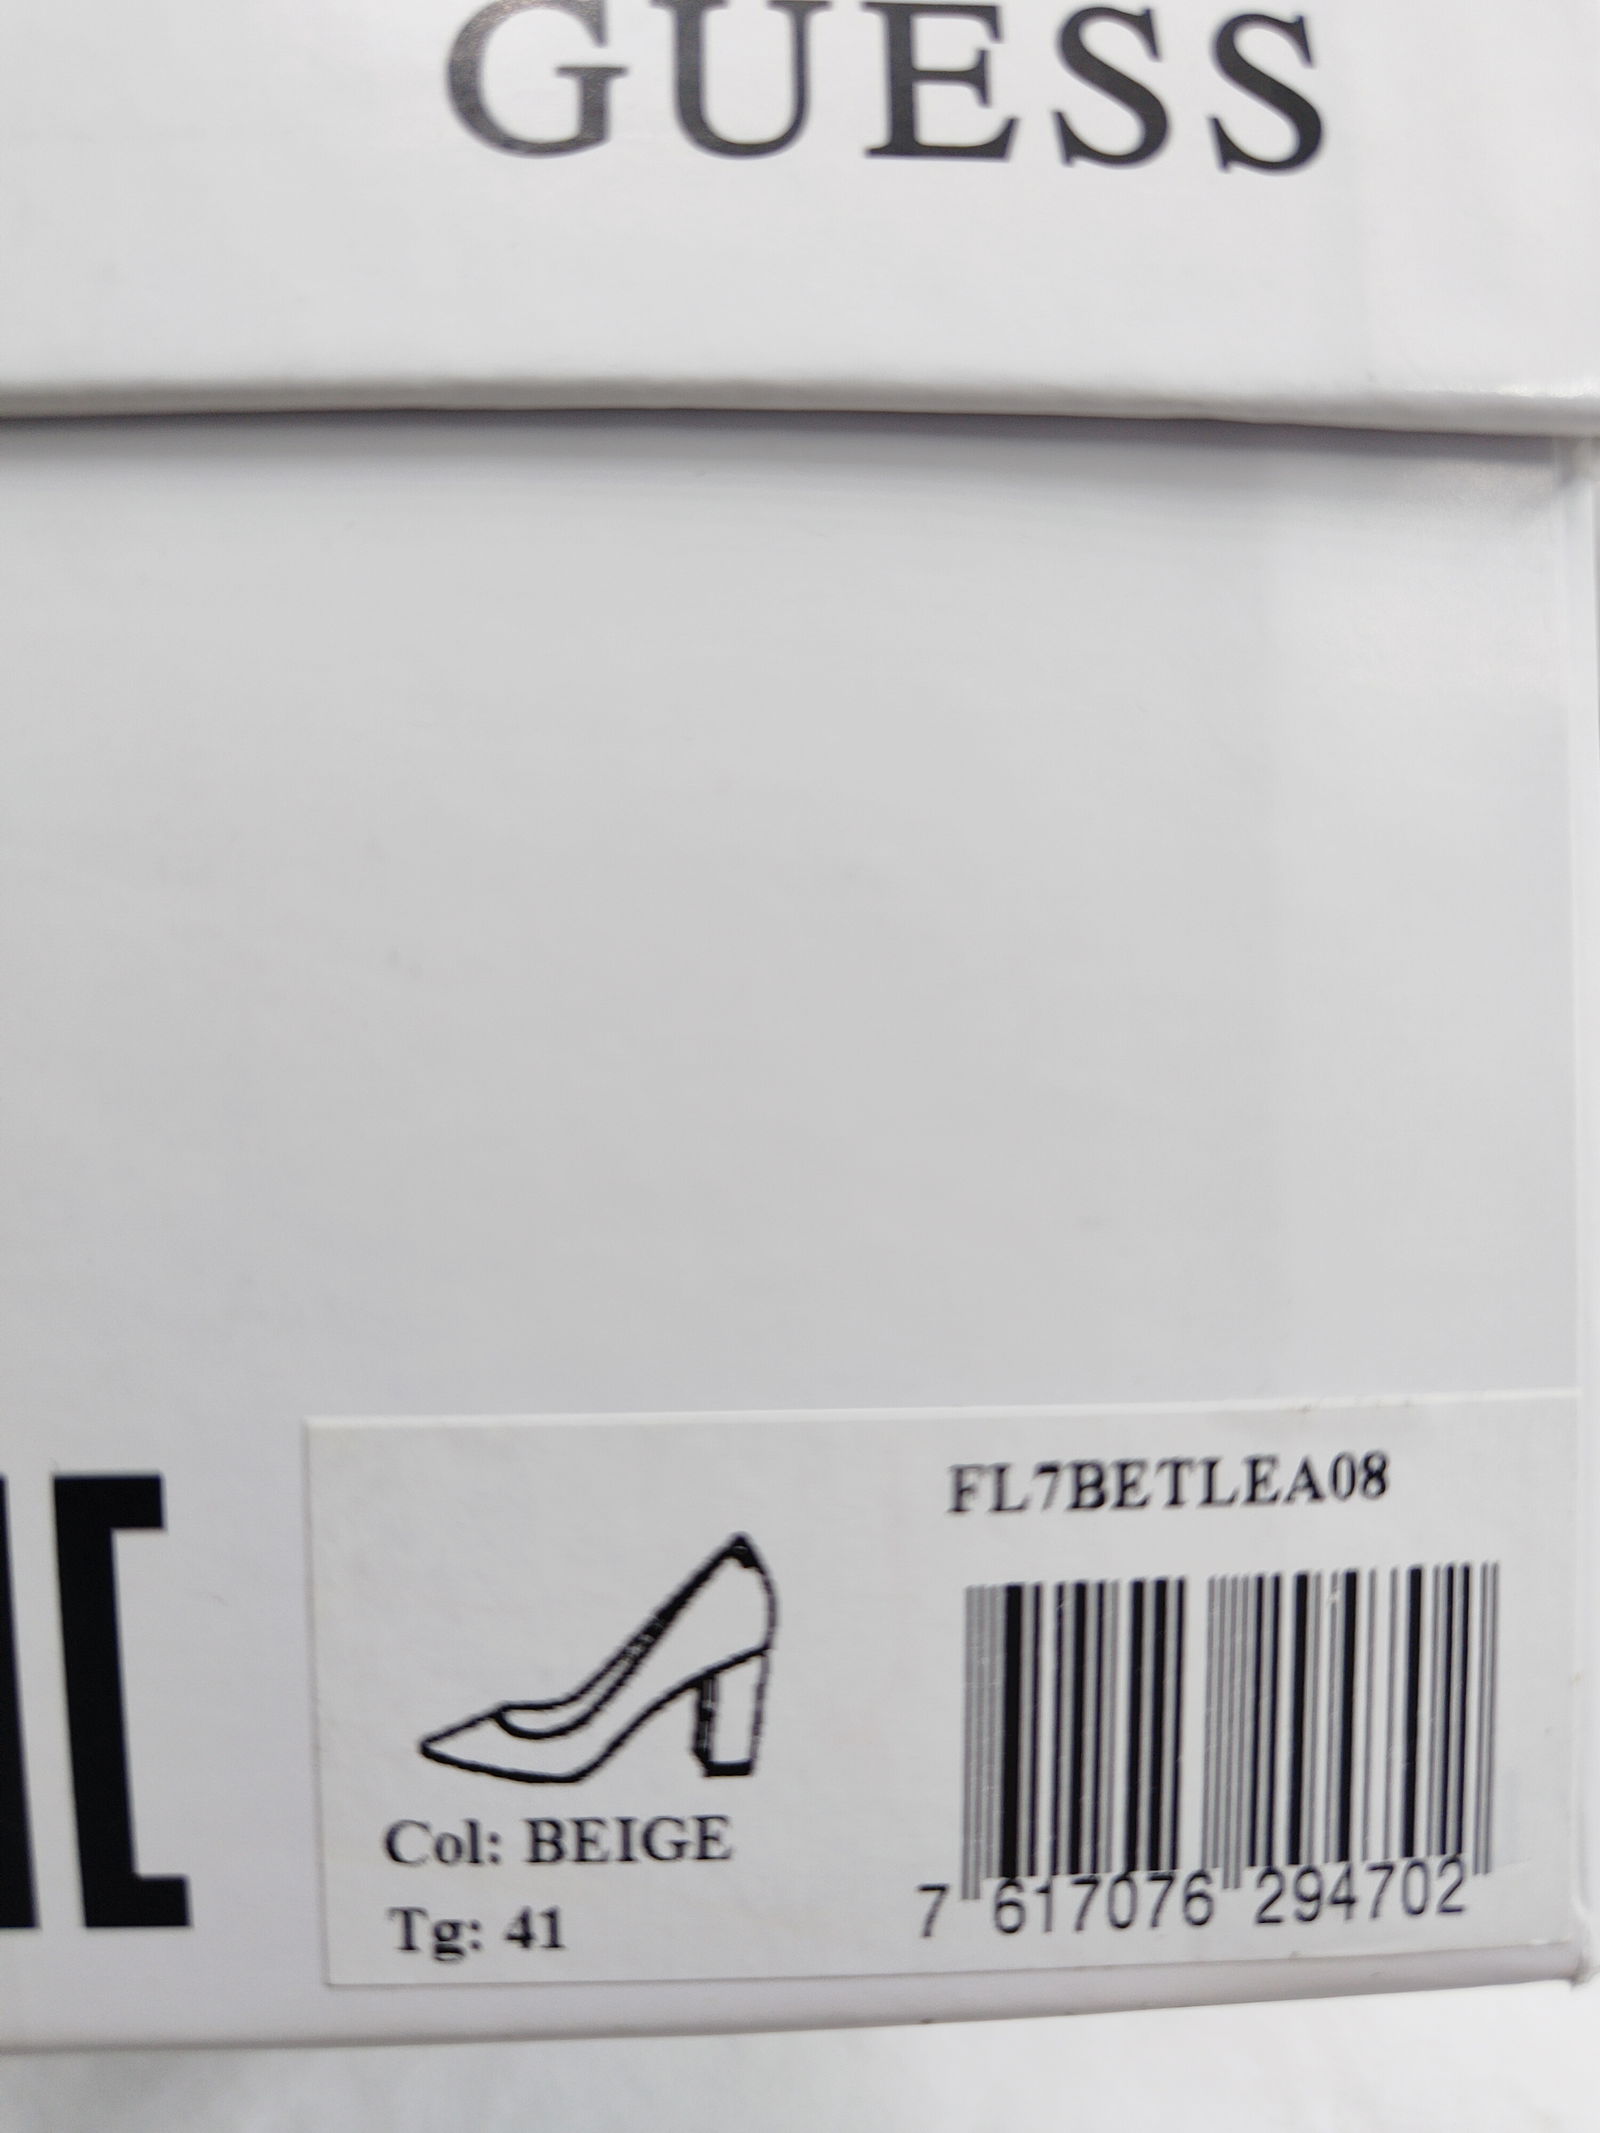 GUESS
FL7BETLEA08
Col: BEIGE
Tg: 41
7 617076 294702